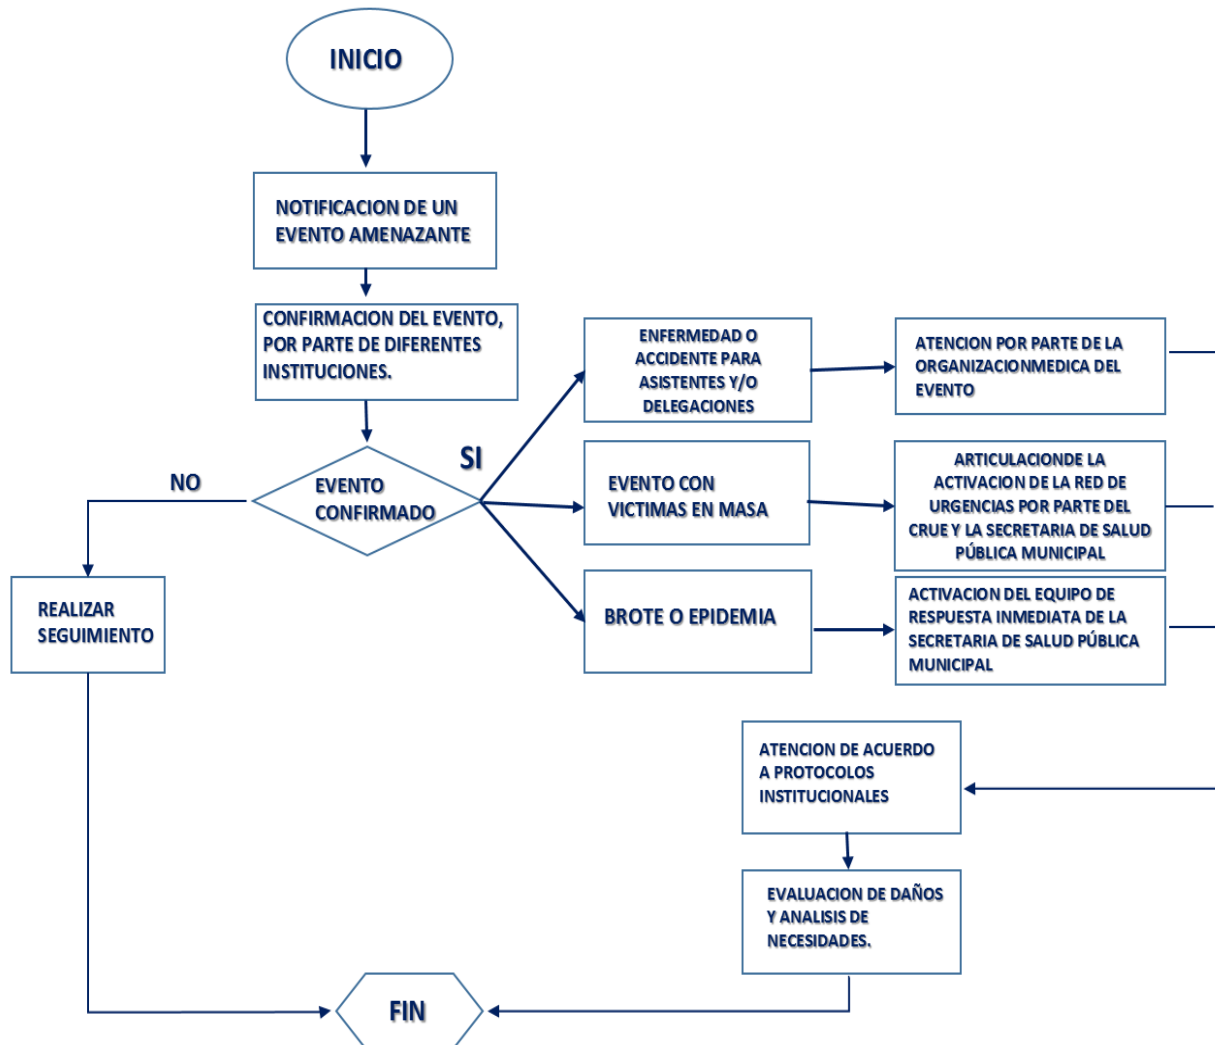 INICIO
NOTIFICACION DE UN
EVENTO AMENAZANTE
CONFIRMACION DEL EVENTO,
POR PARTE DE DIFERENTES
INSTITUCIONES.
EVENTO
CONFIRMADO
NO
SI
REALIZAR
SEGUIMIENTO
ENFERMEDAD O
ACCIDENTE PARA
ASISTENTES Y/O
DELEGACIONES
ATENCION POR PARTE DE LA
ORGANIZACIONMEDICA DEL
EVENTO
EVENTO CON
VICTIMAS EN MASA
ARTICULACIONDE LA
ACTIVACION DE LA RED DE
URGENCIAS POR PARTE DEL
CRUE Y LA SECRETARIA DE SALUD
PÚBLICA MUNICIPAL
BROTE O EPIDEMIA
ACTIVACION DEL EQUIPO DE
RESPUESTA INMEDIATA DE LA
SECRETARIA DE SALUD PÚBLICA
MUNICIPAL
ATENCION DE ACUERDO
A PROTOCOLOS
INSTITUCIONALES
EVALUACION DE DAÑOS
Y ANALISIS DE
NECESIDADES.
FIN